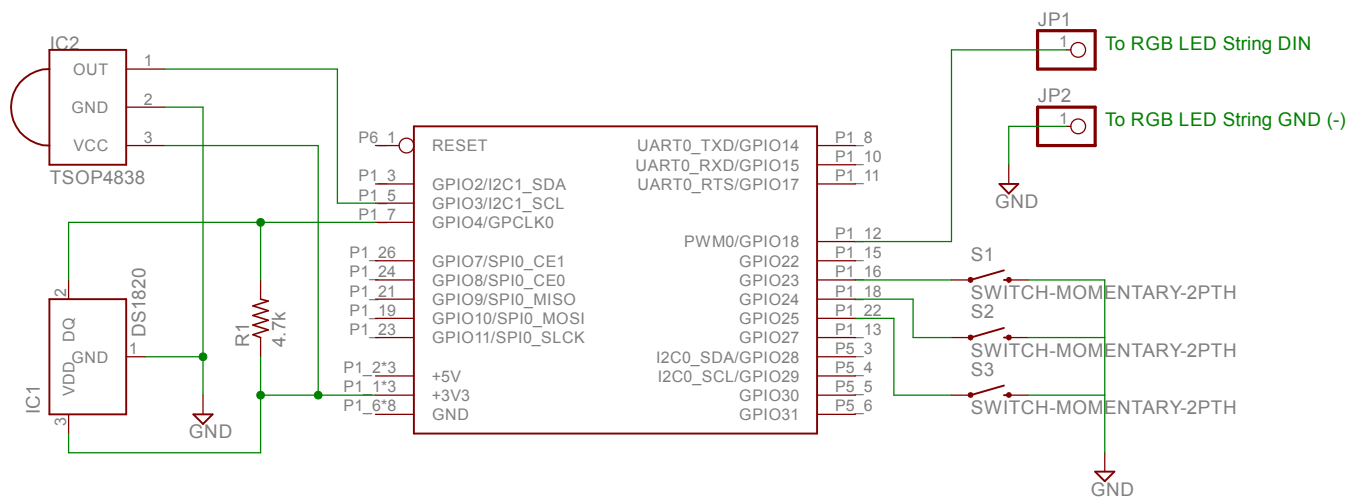 IC2
OUT 1
GND 2
VCC 3
TSOP4838
DS1820
2
DQ
GND 1
VDD
3
IC1
R1
4.7k
GND
P6_1 RESET
P1_3 GPIO2/I2C1_SDA
P1_5 GPIO3/I2C1_SCL
P1_7 GPIO4/GPCLK0
P1_26 GPIO7/SPI0_CE1
P1_24 GPIO8/SPI0_CE0
P1_21 GPIO9/SPI0_MISO
P1_19 GPIO10/SPI0_MOSI
P1_23 GPIO11/SPI0_SLCK
P1_2*3 +5V
P1_1*3 +3V3
P1_6*8 GND
UART0_TXD/GPIO14 P1_8
UART0_RXD/GPIO15 P1_10
UART0_RTS/GPIO17 P1_11
PWM0/GPIO18 P1_12
GPIO22 P1_15
GPIO23 P1_16
GPIO24 P1_18
GPIO25 P1_22
GPIO27 P1_13
I2C0_SDA/GPIO28 P5_3
I2C0_SCL/GPIO29 P5_4
GPIO30 P5_5
GPIO31 P5_6
JP1
1 To RGB LED String DIN
JP2
1 To RGB LED String GND (-)
GND
S1
SWITCH-MOMENTARY-2PTH
S2
SWITCH-MOMENTARY-2PTH
S3
SWITCH-MOMENTARY-2PTH
GND